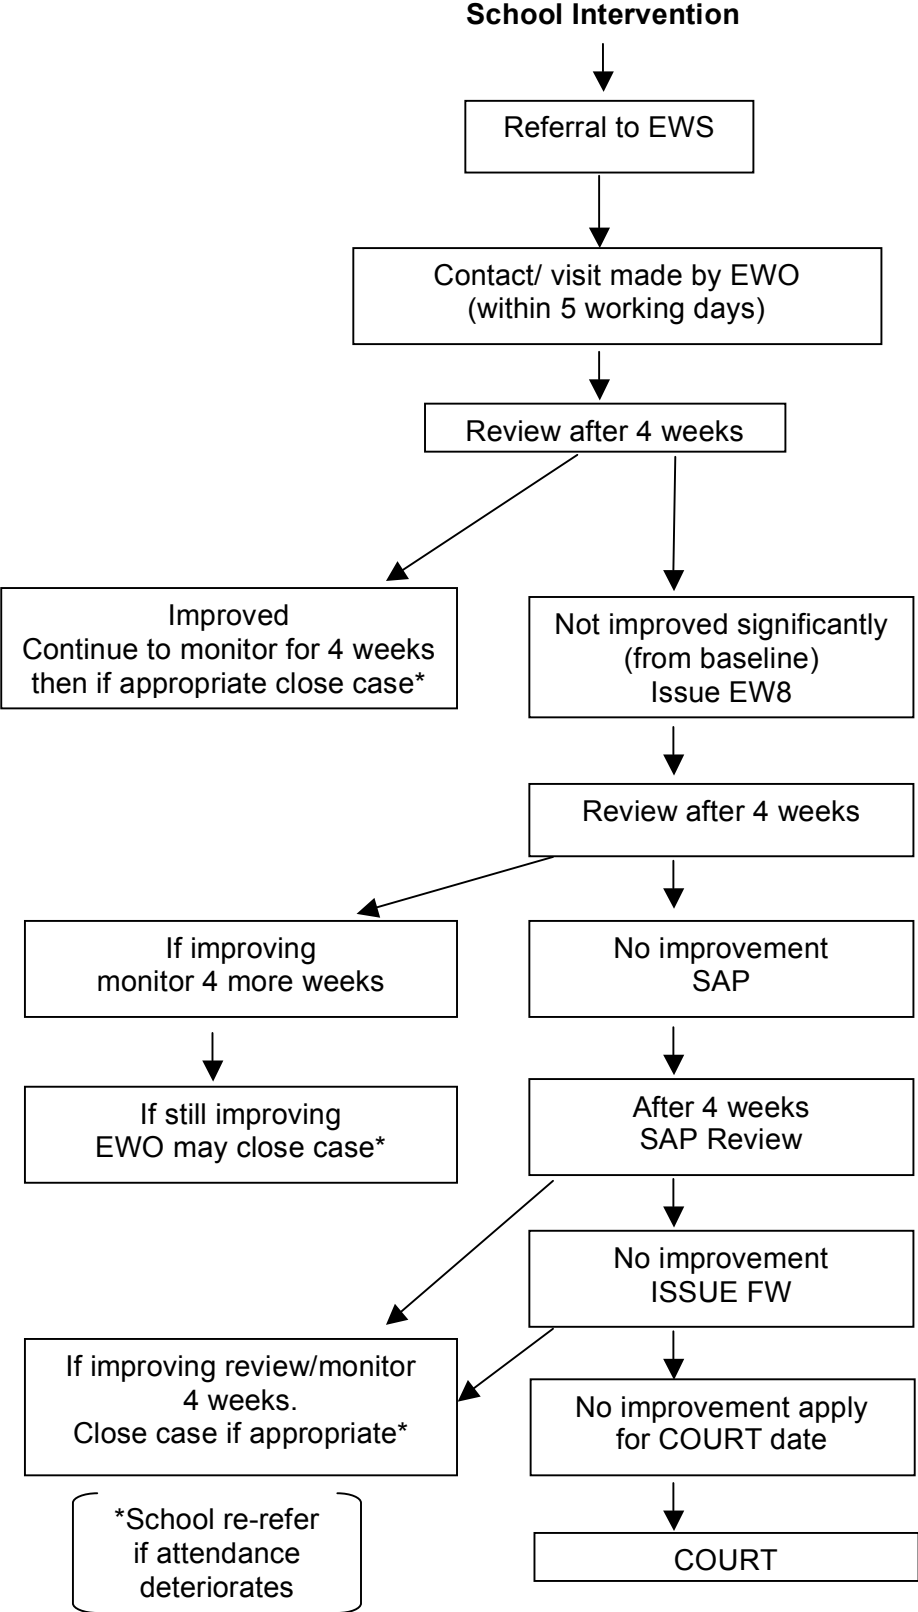 School Intervention
Referral to EWS
Contact/ visit made by EWO
(within 5 working days)
Review after 4 weeks
Improved
Continue to monitor for 4 weeks
then if appropriate close case*
Not improved significantly
(from baseline)
Issue EW8
Review after 4 weeks
If improving
monitor 4 more weeks
No improvement
SAP
If still improving
EWO may close case*
After 4 weeks
SAP Review
No improvement
ISSUE FW
If improving review/monitor
4 weeks.
Close case if appropriate*
No improvement apply
for COURT date
*School re-refer
if attendance
deteriorates
COURT